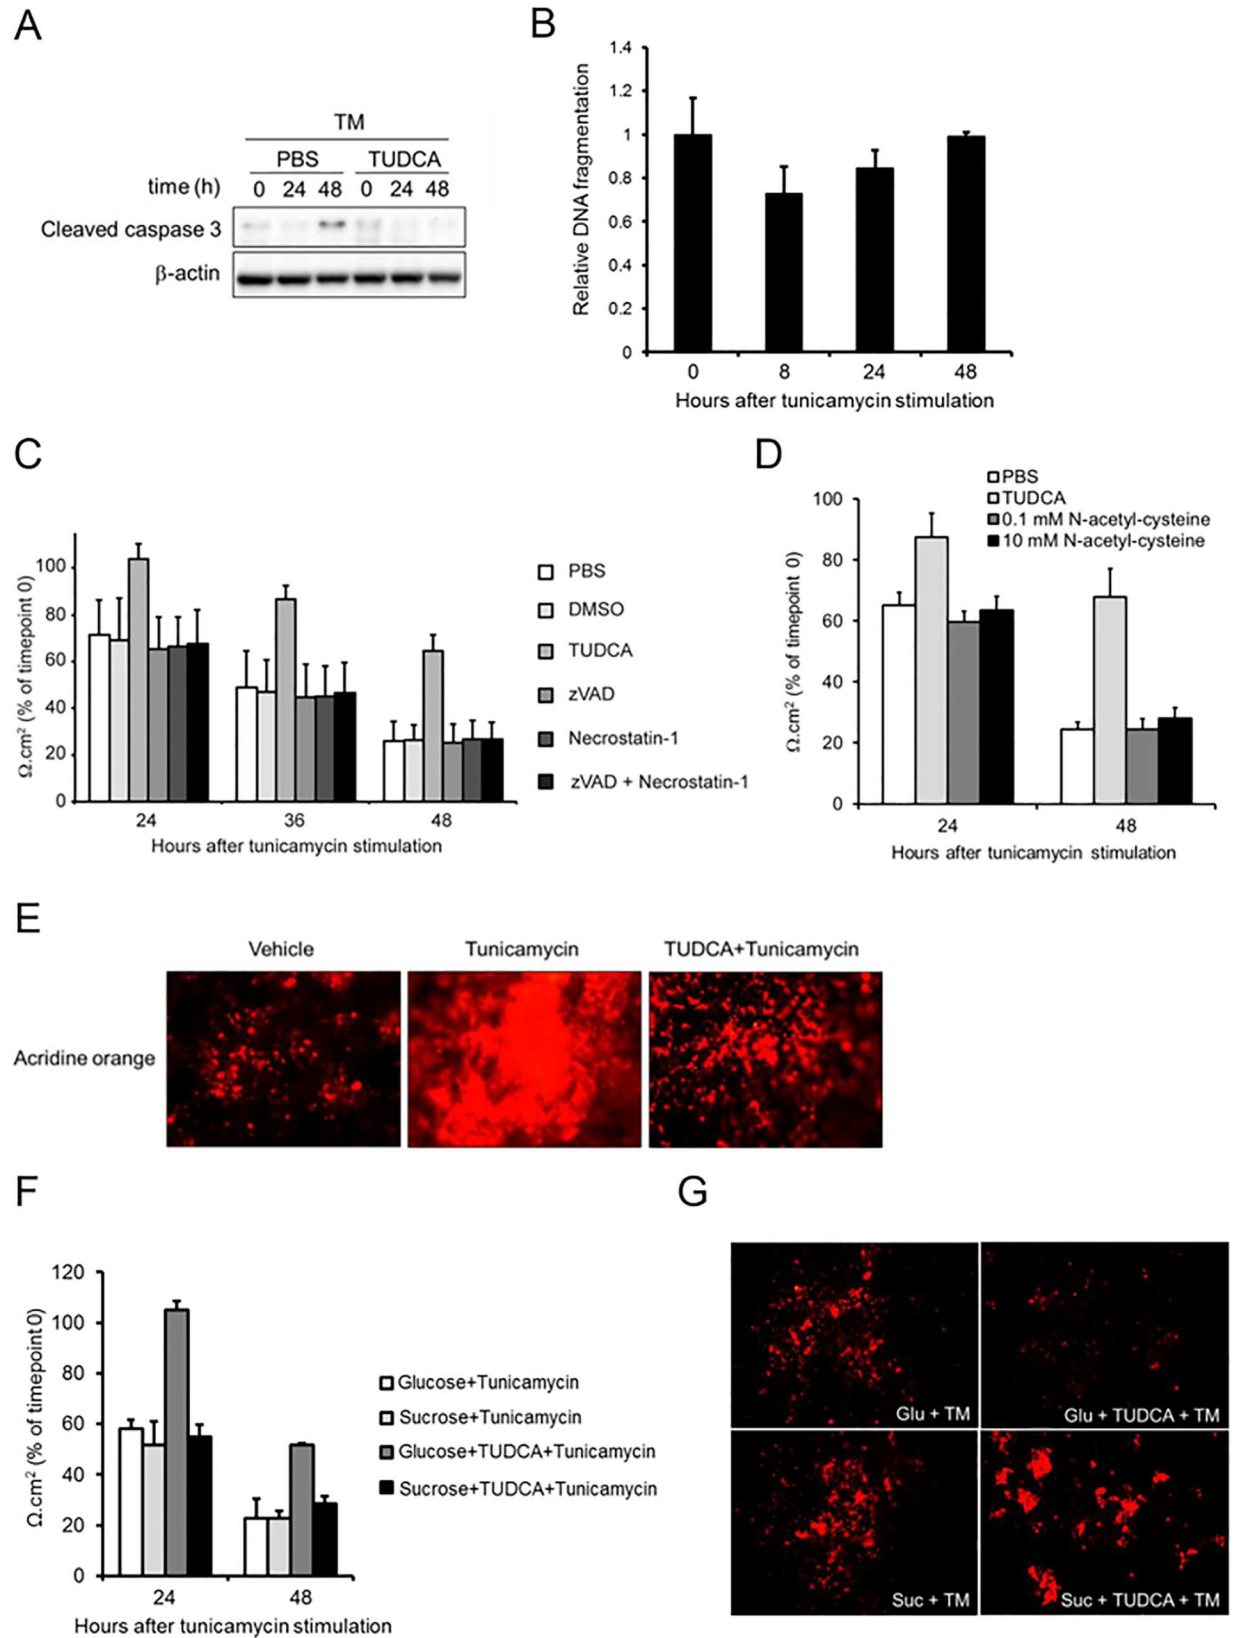 A
TM
PBS TUDCA
time (h) 0 24 48 0 24 48
Cleaved caspase 3
β-actin
B
Relative DNA fragmentation
1.4
1.2
1
0.8
0.6
0.4
0.2
0
0 8 24 48
Hours after tunicamycin stimulation
C
Ω.cm² (% of timepoint 0)
100
80
60
40
20
0
24 36 48
Hours after tunicamycin stimulation
PBS
DMSO
TUDCA
zVAD
Necrostatin-1
zVAD + Necrostatin-1
D
PBS
TUDCA
0.1 mM N-acetyl-cysteine
10 mM N-acetyl-cysteine
Ω.cm² (% of timepoint 0)
100
80
60
40
20
0
24 48
Hours after tunicamycin stimulation
E
Vehicle Tunicamycin TUDCA+Tunicamycin
Acridine orange
F
Ω.cm² (% of timepoint 0)
120
100
80
60
40
20
0
24 48
Hours after tunicamycin stimulation
Glucose+Tunicamycin
Sucrose+Tunicamycin
Glucose+TUDCA+Tunicamycin
Sucrose+TUDCA+Tunicamycin
G
Glu + TM Glu + TUDCA + TM
Suc + TM Suc + TUDCA + TM